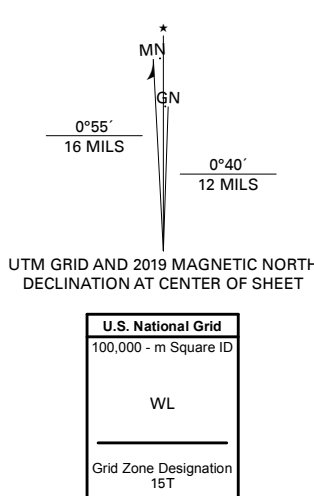 ★
MN
GN
0°55´
16 MILS
0°40´
12 MILS
UTM GRID AND 2019 MAGNETIC NORTH
DECLINATION AT CENTER OF SHEET
U.S. National Grid
100,000 - m Square ID
WL
Grid Zone Designation
15T